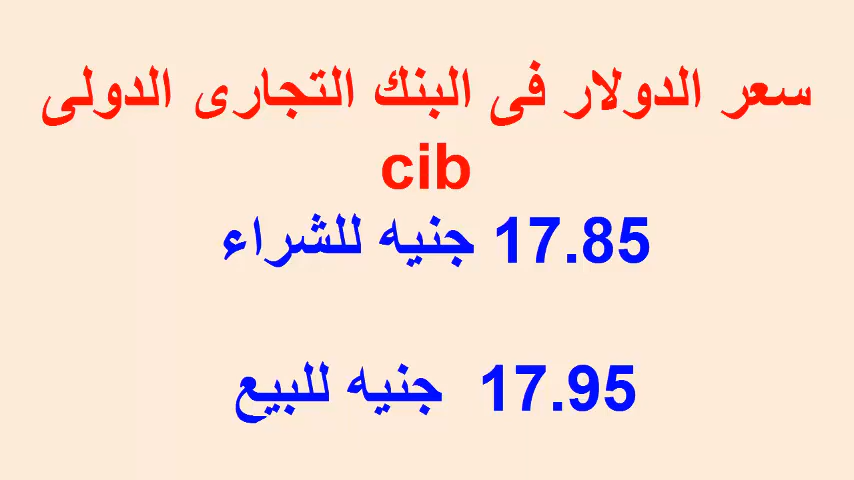 سعر الدولار فى البنك التجارى الدولى
cib
17.85 جنيه للشراء
17.95 جنيه للبيع